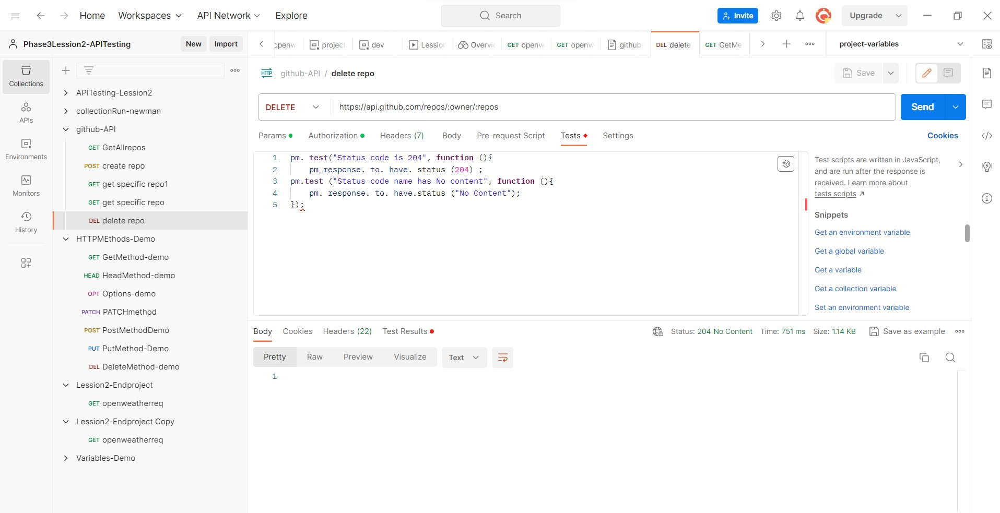 Home
Workspaces
API Network
Explore
Search
Invite
Upgrade
Phase3Lession2-APITesting
New
Import
openw
project
dev
Lession
Overvi
GET openw
GET openw
github-
DEL delete
GET GetMe
project-variables
Collections
APIs
Environments
Monitors
History
APITesting-Lession2
collectionRun-newman
github-API
GET GetAllrepos
POST create repo
GET get specific repo1
GET get specific repo
DEL delete repo
HTTPMEthods-Demo
GET GetMethod-demo
HEAD HeadMethod-demo
OPT Options-demo
PATCH PATCHmethod
POST PostMethodDemo
PUT PutMethod-Demo
DEL DeleteMethod-demo
Lession2-Endproject
GET openweatherreq
Lession2-Endproject Copy
GET openweatherreq
Variables-Demo
HTTP github-API / delete repo
Save
DELETE
https://api.github.com/repos/:owner/:repos
Send
Params
Authorization
Headers (7)
Body
Pre-request Script
Tests
Settings
Cookies
1 pm. test("Status code is 204", function (){
2 pm_response. to. have. status (204) ;
3 pm.test ("Status code name has No content", function (){
4 pm. response. to. have.status ("No Content");
5 });
Test scripts are written in JavaScript,
and are run after the response is
received. Learn more about
tests scripts ↗
Snippets
Get an environment variable
Get a global variable
Get a variable
Get a collection variable
Set an environment variable
Body
Cookies
Headers (22)
Test Results
Status: 204 No Content
Time: 751 ms
Size: 1.14 KB
Save as example
Pretty
Raw
Preview
Visualize
Text
1